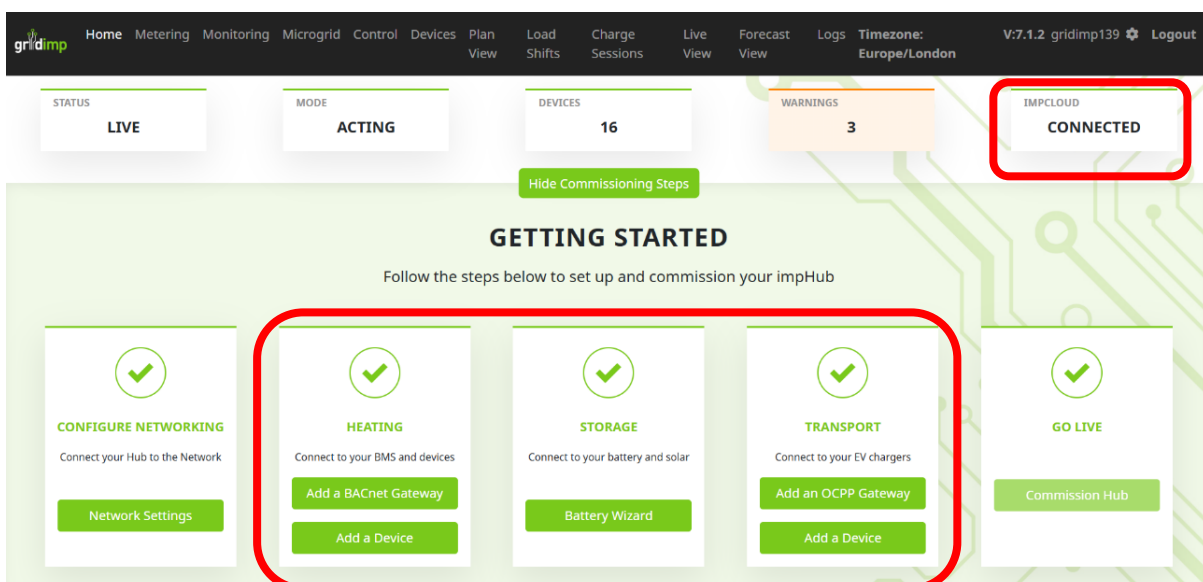 gridimp Home Metering Monitoring Microgrid Control Devices Plan View Load Shifts Charge Sessions Live View Forecast View Logs Timezone: Europe/London V:7.1.2 gridimp139 Logout
STATUS MODE DEVICES WARNINGS IMPCLOUD
LIVE ACTING 16 3 CONNECTED
Hide Commissioning Steps
GETTING STARTED
Follow the steps below to set up and commission your impHub
CONFIGURE NETWORKING HEATING STORAGE TRANSPORT GO LIVE
Connect your Hub to the Network Connect to your BMS and devices Connect to your battery and solar Connect to your EV chargers
Add a BACnet Gateway Add an OCPP Gateway Commission Hub
Network Settings Battery Wizard
Add a Device Add a Device